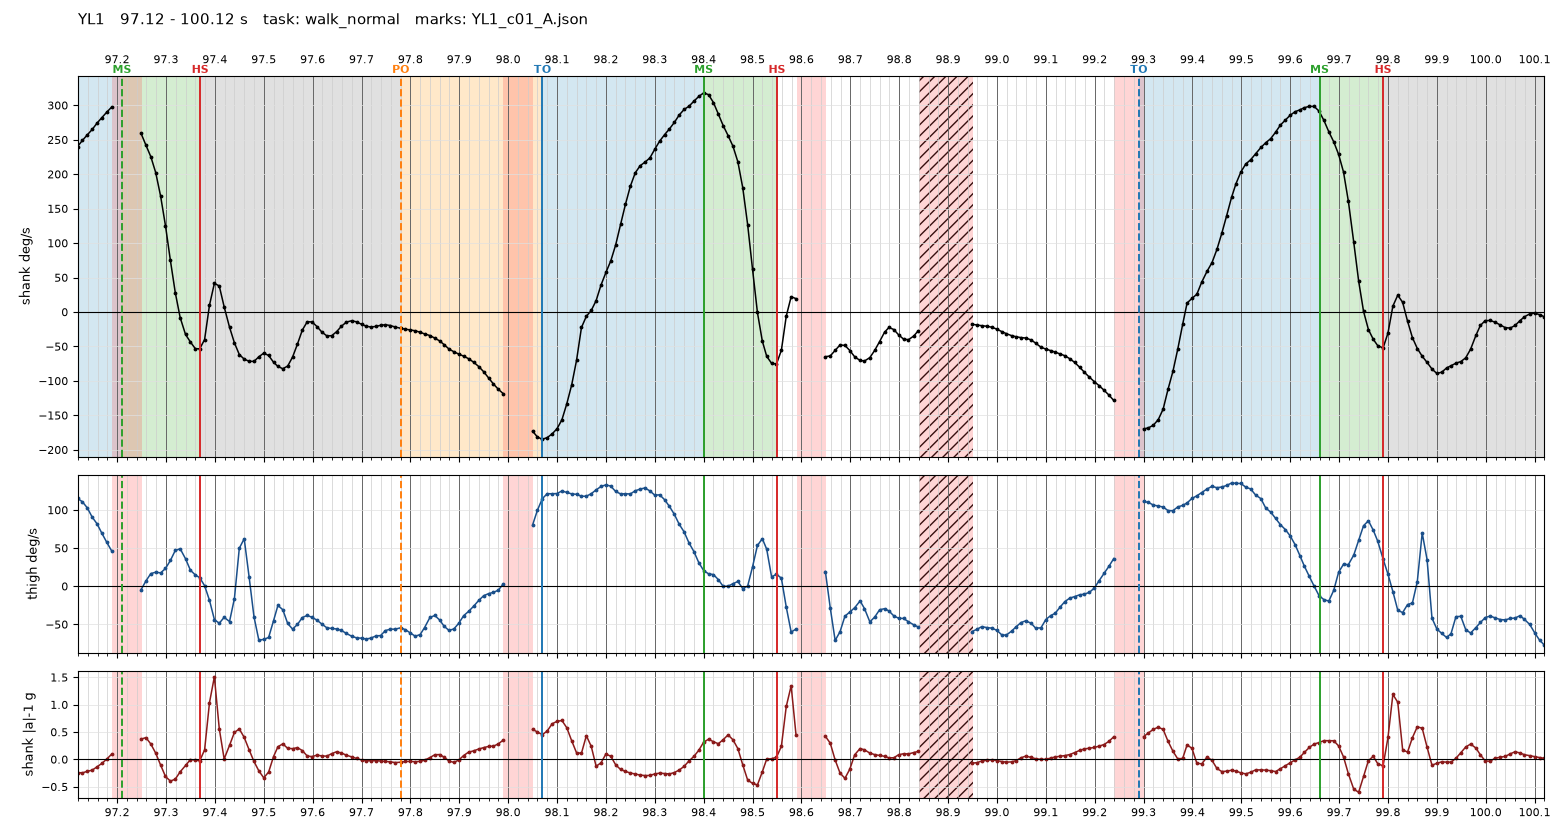 YL1   97.12 - 100.12 s   task: walk_normal   marks: YL1_c01_A.json
97.2 97.3 97.4 97.5 97.6 97.7 97.8 97.9 98.0 98.1 98.2 98.3 98.4 98.5 98.6 98.7 98.8 98.9 99.0 99.1 99.2 99.3 99.4 99.5 99.6 99.7 99.8 99.9 100.0 100.1
MS HS PO TO MS HS TO MS HS
shank deg/s
300
250
200
150
100
50
0
−50
−100
−150
−200
thigh deg/s
100
50
0
−50
shank |a|-1 g
1.5
1.0
0.5
0.0
−0.5
97.2 97.3 97.4 97.5 97.6 97.7 97.8 97.9 98.0 98.1 98.2 98.3 98.4 98.5 98.6 98.7 98.8 98.9 99.0 99.1 99.2 99.3 99.4 99.5 99.6 99.7 99.8 99.9 100.0 100.1